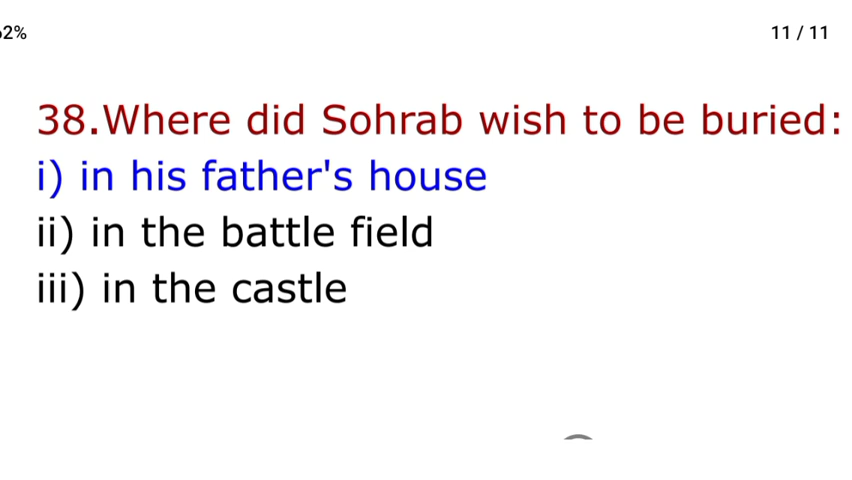 62%
11 / 11
38.Where did Sohrab wish to be buried:
i) in his father's house
ii) in the battle field
iii) in the castle